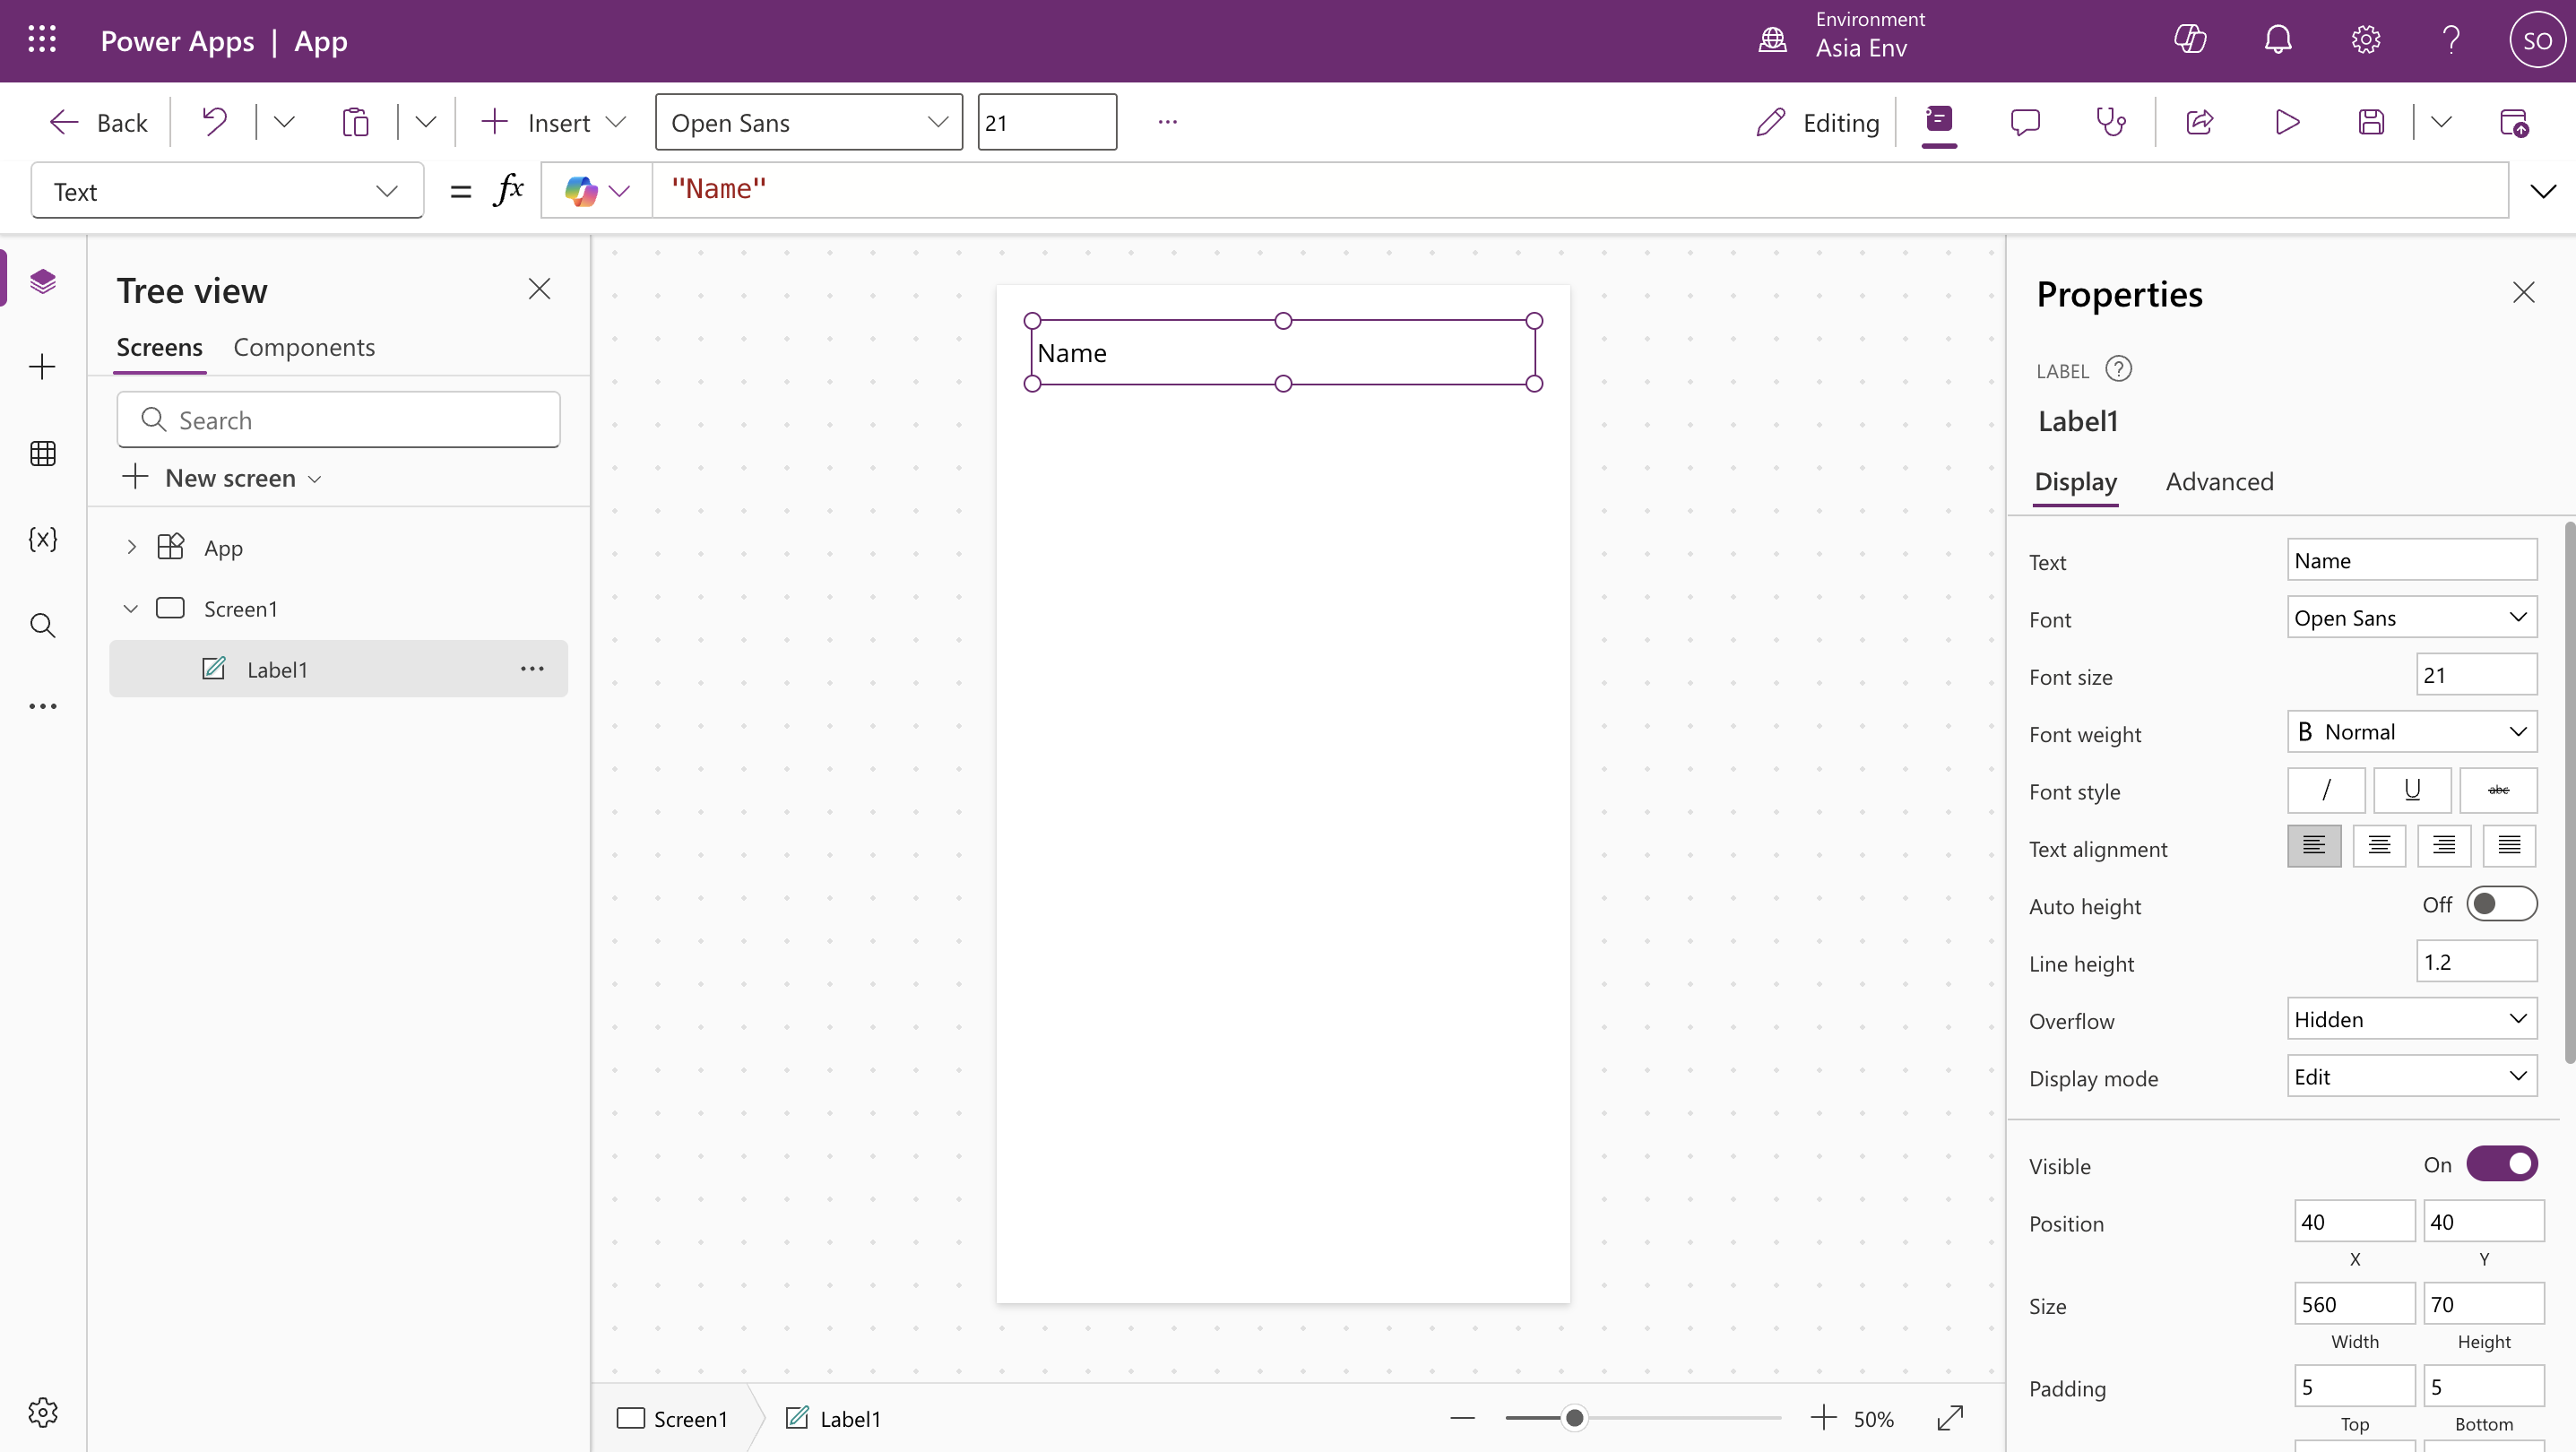 Power Apps | App
Environment
Asia Env
SO
Back
Insert
Open Sans
21
Editing
Text
= fx
"Name"
Tree view
Screens
Components
Search
New screen
App
Screen1
Label1
Name
Properties
LABEL
Label1
Display
Advanced
Text
Name
Font
Open Sans
Font size
21
Font weight
B Normal
Font style
/
U
abc
Text alignment
Auto height
Off
Line height
1.2
Overflow
Hidden
Display mode
Edit
Visible
On
Position
40
40
X
Y
Size
560
70
Width
Height
Padding
5
5
Top
Bottom
Screen1
Label1
50%